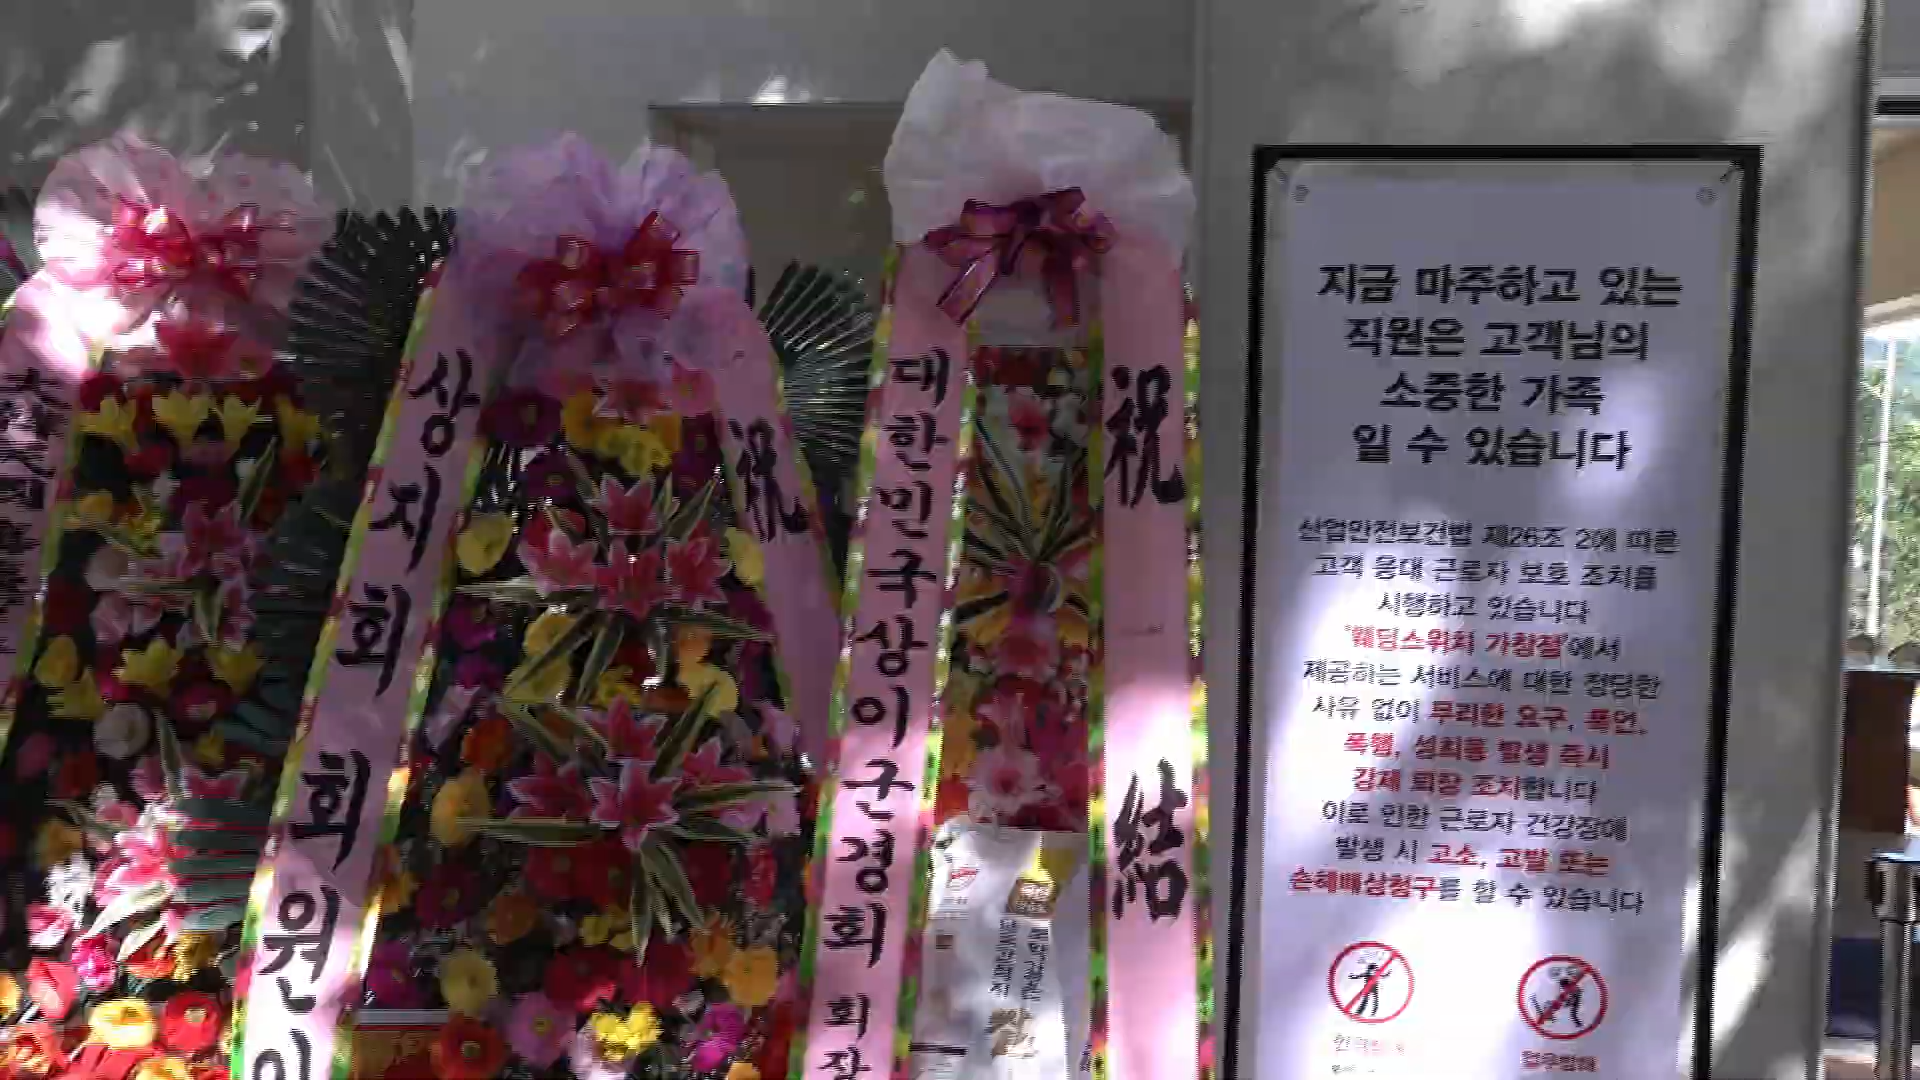 상지회 회원이
祝
대한민국상이군경회 회장
祝 結
지금 마주하고 있는
직원은 고객님의
소중한 가족
일 수 있습니다
산업안전보건법 제26조 2에 따른
고객 응대 근로자 보호 조치를
시행하고 있습니다
'웨딩스위치 가창점'에서
제공하는 서비스에 대한 정당한
사유 없이 무리한 요구, 폭언,
폭행, 성희롱 발생 즉시
강제 퇴장 조치합니다
이로 인한 근로자 건강장애
발생 시 고소, 고발 또는
손해배상청구를 할 수 있습니다